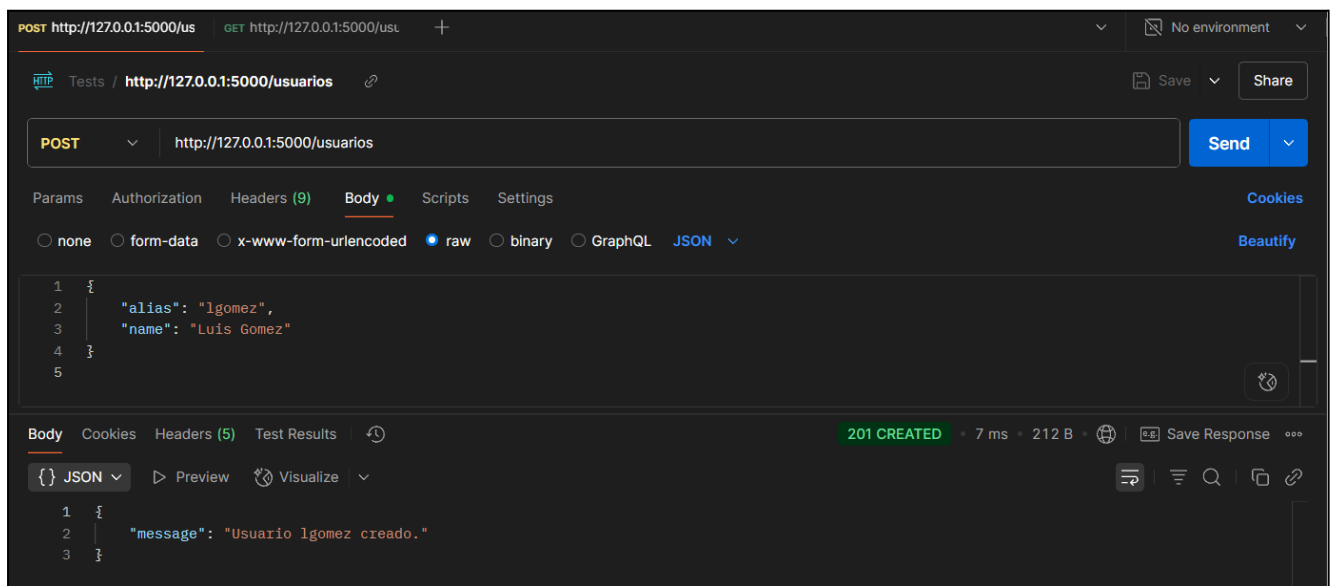 POST http://127.0.0.1:5000/us GET http://127.0.0.1:5000/usu No environment
HTTP Tests / http://127.0.0.1:5000/usuarios Save Share
POST http://127.0.0.1:5000/usuarios Send
Params Authorization Headers (9) Body Scripts Settings Cookies
none form-data x-www-form-urlencoded raw binary GraphQL JSON Beautify
1 {
2 "alias": "lgomez",
3 "name": "Luis Gomez"
4 }
5
Body Cookies Headers (5) Test Results 201 CREATED • 7 ms • 212 B • e.g. Save Response
{} JSON Preview Visualize
1 {
2 "message": "Usuario lgomez creado."
3 }